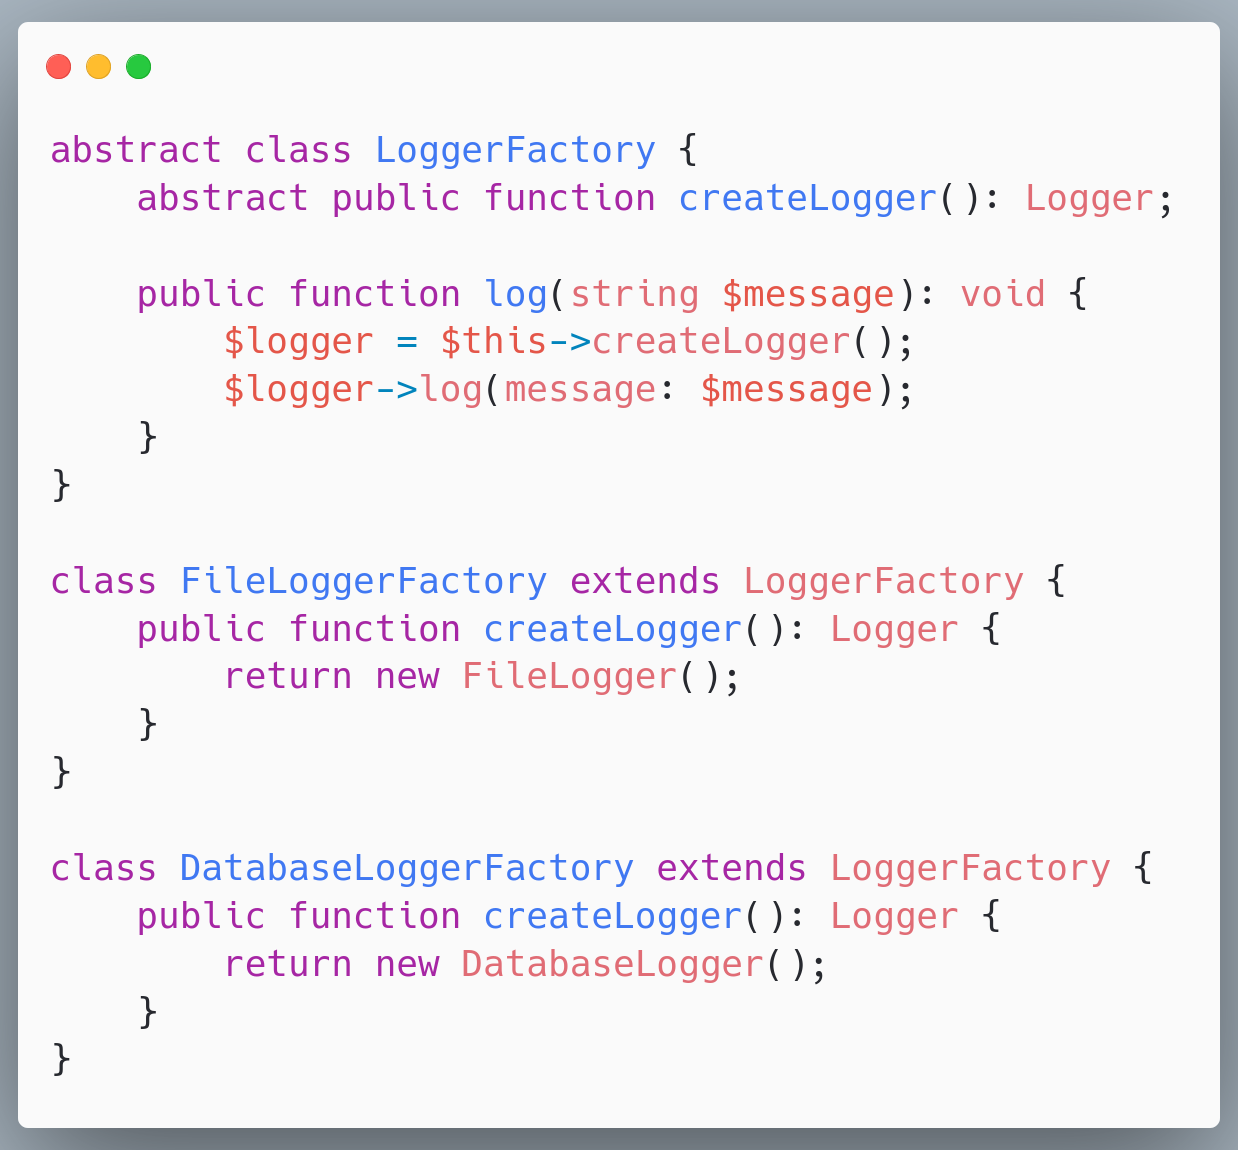 abstract class LoggerFactory {
    abstract public function createLogger(): Logger;

    public function log(string $message): void {
        $logger = $this->createLogger();
        $logger->log(message: $message);
    }
}

class FileLoggerFactory extends LoggerFactory {
    public function createLogger(): Logger {
        return new FileLogger();
    }
}

class DatabaseLoggerFactory extends LoggerFactory {
    public function createLogger(): Logger {
        return new DatabaseLogger();
    }
}